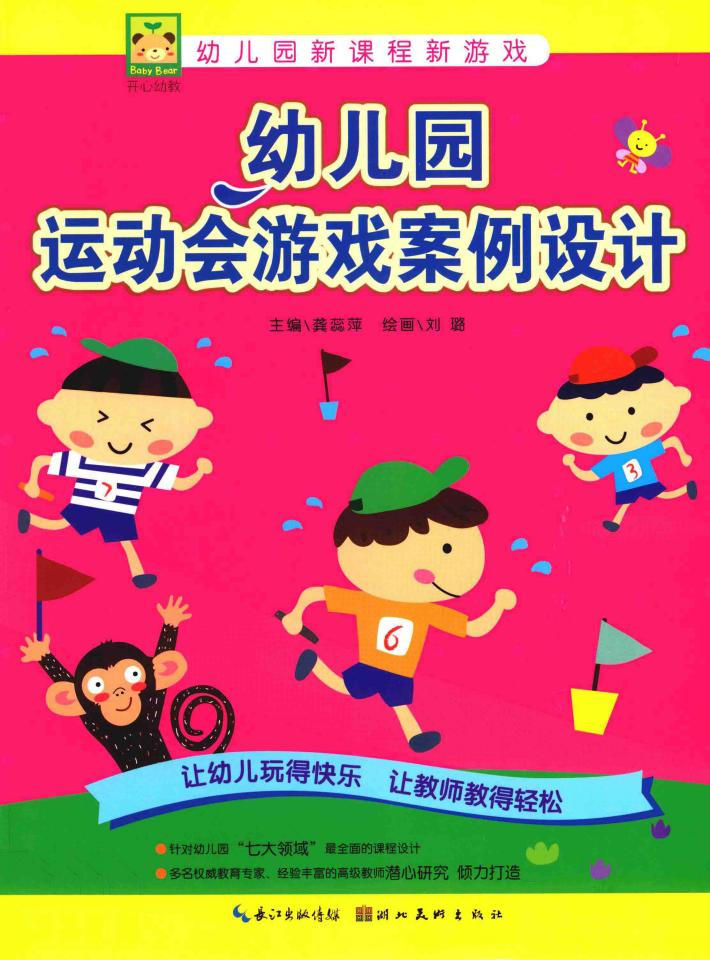 Baby Bear
开心幼教
幼儿园新课程新游戏
幼儿园
运动会游戏案例设计
主编\龚蕊萍 绘画\刘 璐
7
3
6
让幼儿玩得快乐 让教师教得轻松
●针对幼儿园“七大领域”最全面的课程设计
●多名权威教育专家、经验丰富的高级教师潜心研究 倾力打造
长江出版传媒 湖北美术出版社